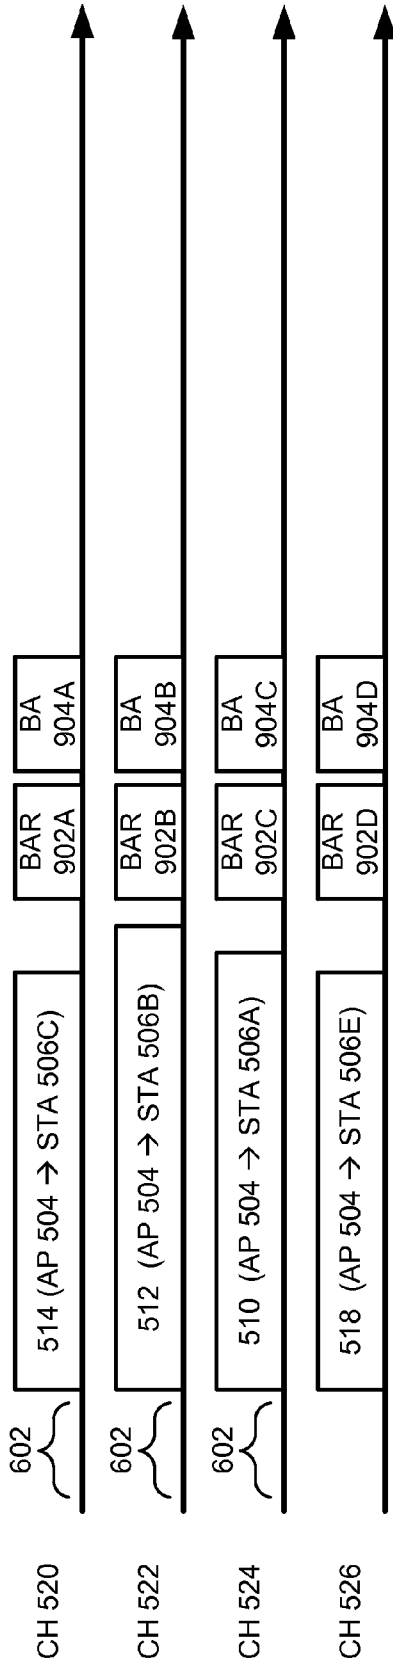 CH 520
602
514 (AP 504 → STA 506C)
BAR
902A
BA
904A
CH 522
602
512 (AP 504 → STA 506B)
BAR
902B
BA
904B
CH 524
602
510 (AP 504 → STA 506A)
BAR
902C
BA
904C
CH 526
518 (AP 504 → STA 506E)
BAR
902D
BA
904D